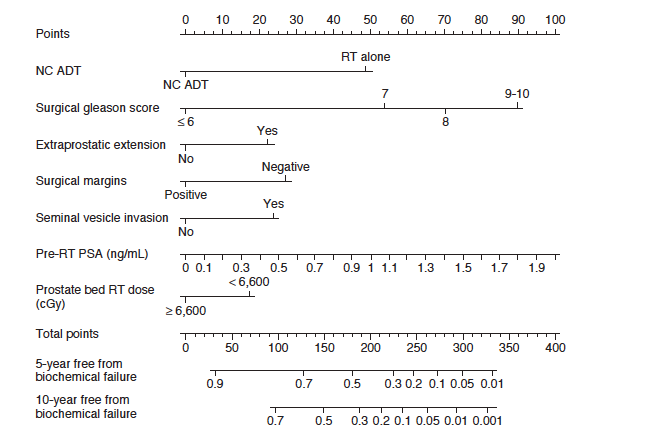 0 10 20 30 40 50 60 70 80 90 100
Points
RT alone
NC ADT
NC ADT
7 9-10
Surgical gleason score
≤6 8
Yes
Extraprostatic extension
No
Negative
Surgical margins
Positive
Yes
Seminal vesicle invasion
No
Pre-RT PSA (ng/mL)
0 0.1 0.3 0.5 0.7 0.9 1 1.1 1.3 1.5 1.7 1.9
<6,600
Prostate bed RT dose
(cGy)
≥6,600
Total points
0 50 100 150 200 250 300 350 400
5-year free from
biochemical failure
0.9 0.7 0.5 0.3 0.2 0.1 0.05 0.01
10-year free from
biochemical failure
0.7 0.5 0.3 0.2 0.1 0.05 0.01 0.001